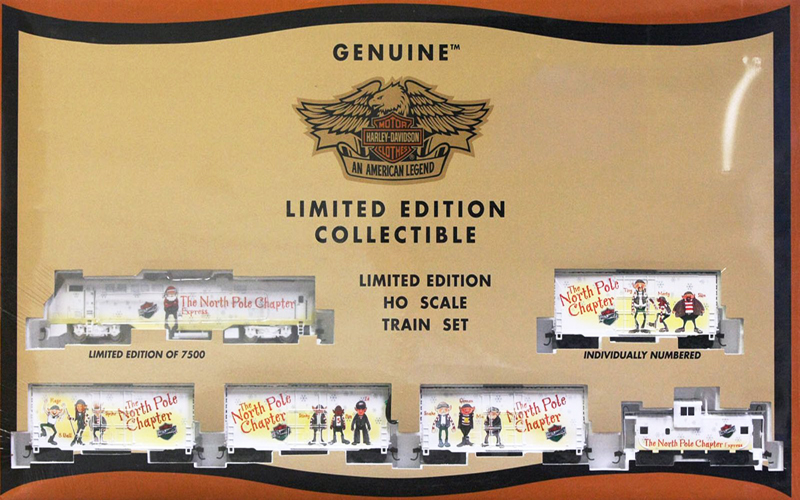 GENUINE™
MOTOR
HARLEY-DAVIDSON
CLOTHES
AN AMERICAN LEGEND
LIMITED EDITION
COLLECTIBLE
LIMITED EDITION
HO SCALE
TRAIN SET
The North Pole Chapter
Express
LIMITED EDITION OF 7500
The
North Pole
Chapter
INDIVIDUALLY NUMBERED
The
North Pole
Chapter
The
North Pole
Chapter
The
North Pole
Chapter
The North Pole Chapter Express